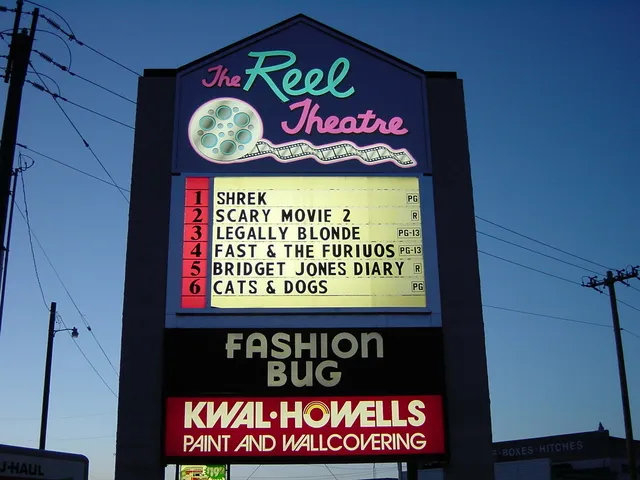 The Reel
Theatre
1 SHREK PG
2 SCARY MOVIE 2 R
3 LEGALLY BLONDE PG-13
4 FAST & THE FURIUOS PG-13
5 BRIDGET JONES DIARY R
6 CATS & DOGS PG
FASHION
BUG
KWAL•HOWELLS
PAINT AND WALLCOVERING
U-HAUL
BOXES HITCHES